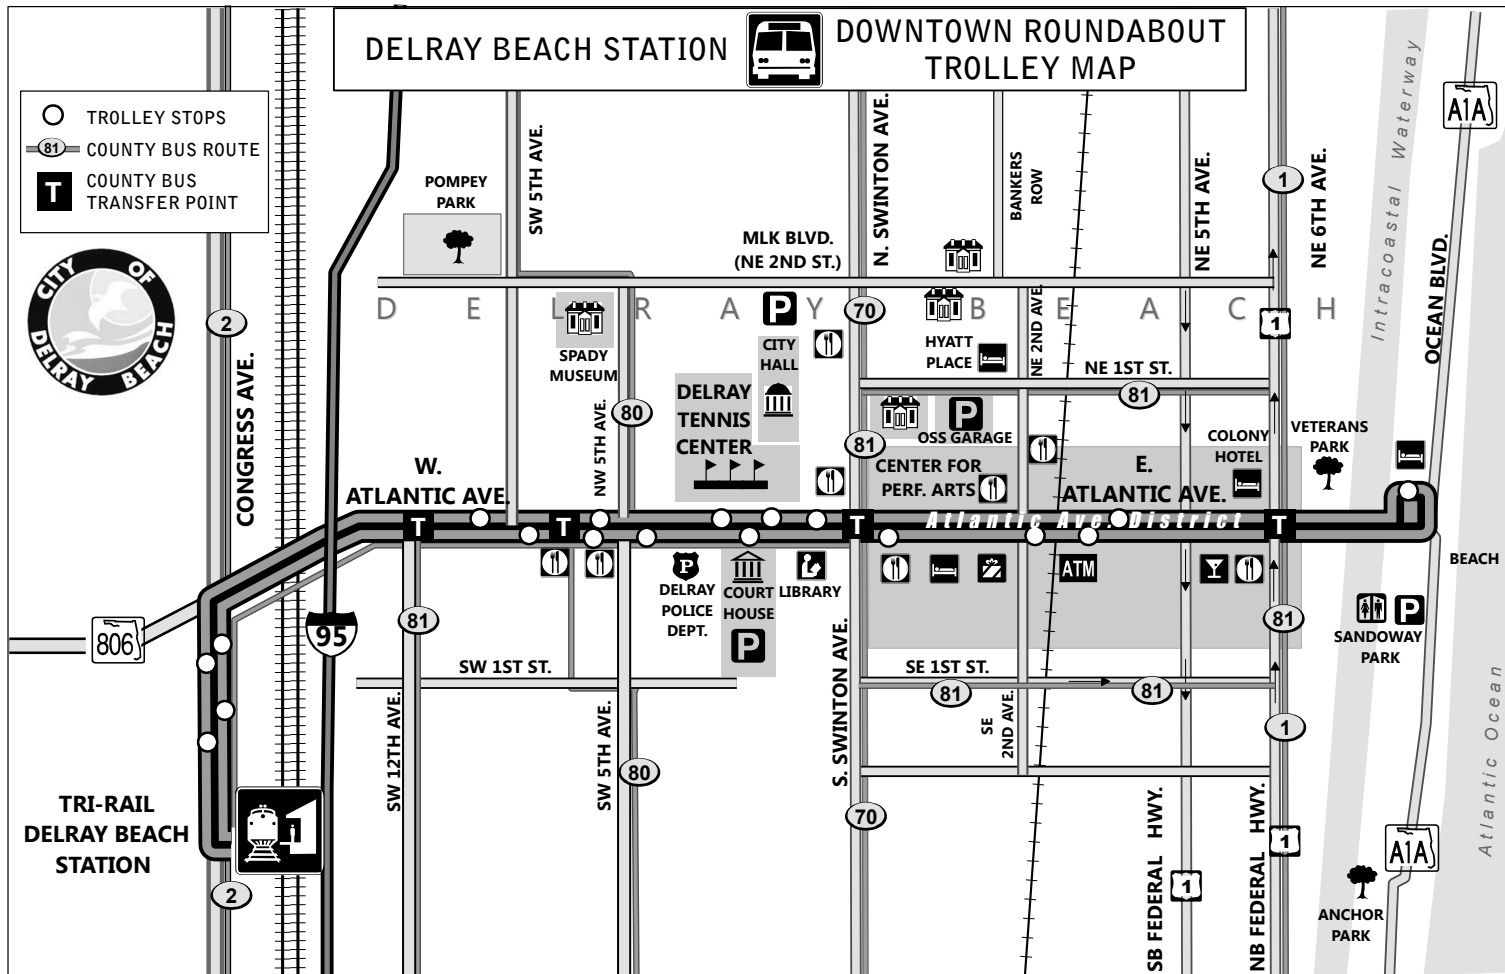 DELRAY BEACH STATION
DOWNTOWN ROUNDABOUT
TROLLEY MAP
TROLLEY STOPS
81
COUNTY BUS ROUTE
T
COUNTY BUS
TRANSFER POINT
CITY OF
DELRAY BEACH
2
CONGRESS AVE.
POMPEY
PARK
SW 5TH AVE.
MLK BLVD.
(NE 2ND ST.)
N. SWINTON AVE.
BANKERS
ROW
NE 5TH AVE.
1
NE 6TH AVE.
Intracoastal Waterway
A1A
OCEAN BLVD.
DELRAY BEACH
SPADY
MUSEUM
P
CITY
HALL
70
HYATT
PLACE
NE 2ND AVE.
1
NE 1ST ST.
81
80
NW 5TH AVE.
DELRAY
TENNIS
CENTER
81
P
OSS GARAGE
CENTER FOR
PERF. ARTS
COLONY
HOTEL
VETERANS
PARK
W.
ATLANTIC AVE.
E.
ATLANTIC AVE.
T
T
T
Atlantic Ave District
T
BEACH
806
95
81
P
DELRAY
POLICE
DEPT.
COURT
HOUSE
P
LIBRARY
ATM
81
P
SANDOWAY
PARK
SW 1ST ST.
S. SWINTON AVE.
SE 1ST ST.
81
81
SW 12TH AVE.
SW 5TH AVE.
80
SE
2ND AVE.
1
70
TRI-RAIL
DELRAY BEACH
STATION
2
SB FEDERAL HWY.
1
NB FEDERAL HWY.
1
A1A
ANCHOR
PARK
Atlantic Ocean